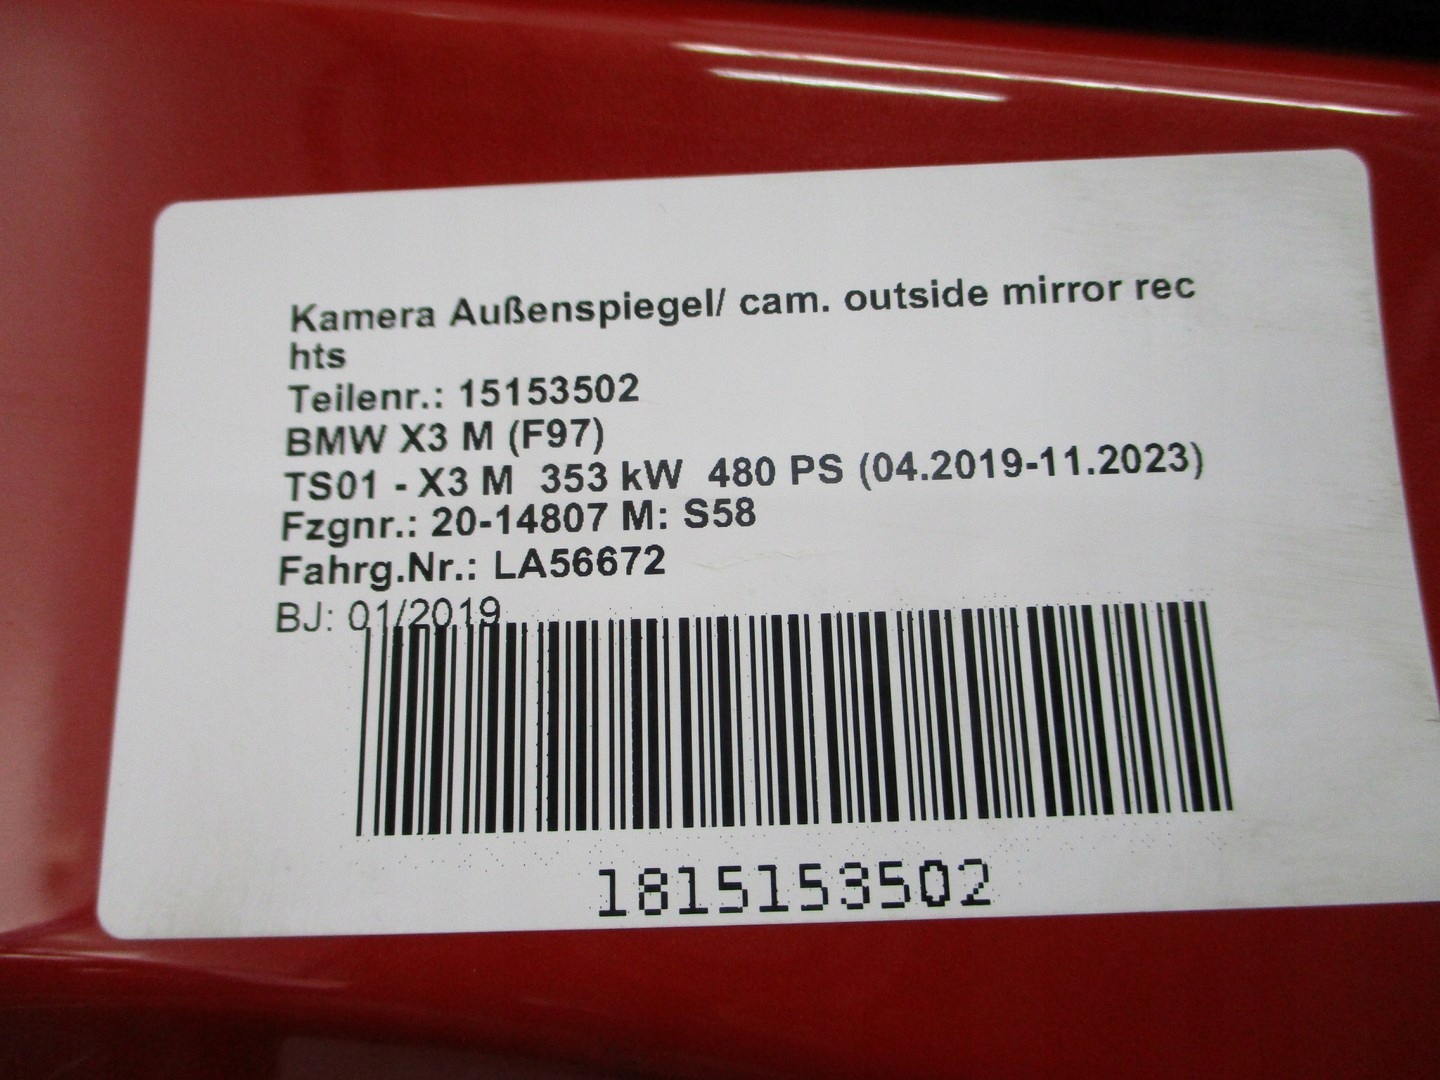 Kamera Außenspiegel/ cam. outside mirror rec
hts
Teilenr.: 15153502
BMW X3 M (F97)
TS01 - X3 M  353 kW  480 PS (04.2019-11.2023)
Fzgnr.: 20-14807 M: S58
Fahrg.Nr.: LA56672
BJ: 01/2019
1815153502